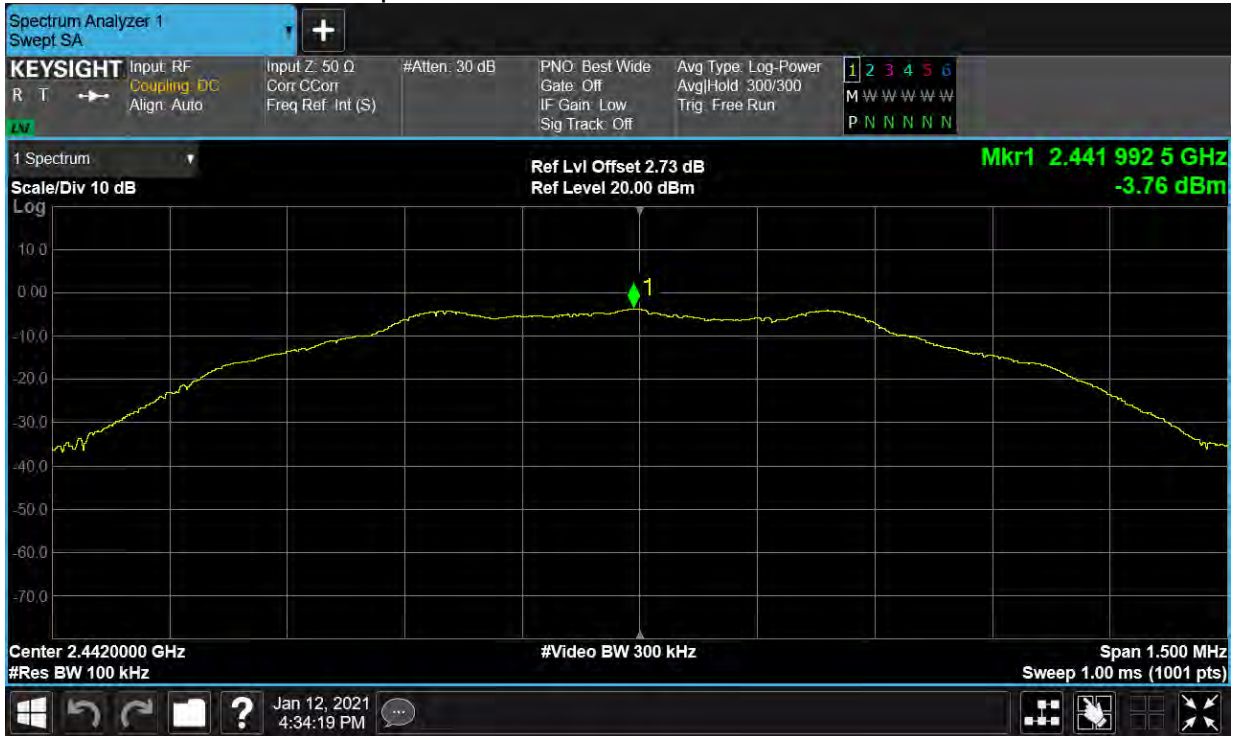 Spectrum Analyzer 1
Swept SA
+
KEYSIGHT Input: RF Input Z: 50 Ω #Atten: 30 dB PNO: Best Wide Avg Type: Log-Power 1 2 3 4 5 6
R T Coupling: DC Corr CCorr Gate: Off Avg|Hold: 300/300 M W W W W W W
Align: Auto Freq Ref: Int (S) IF Gain: Low Trig: Free Run P N N N N N N
Sig Track: Off
LXI
1 Spectrum Ref Lvl Offset 2.73 dB Mkr1 2.441 992 5 GHz
Scale/Div 10 dB Ref Level 20.00 dBm -3.76 dBm
Log
10.0
0.00
1
-10.0
-20.0
-30.0
-40.0
-50.0
-60.0
-70.0
Center 2.4420000 GHz #Video BW 300 kHz Span 1.500 MHz
#Res BW 100 kHz Sweep 1.00 ms (1001 pts)
? Jan 12, 2021
4:34:19 PM